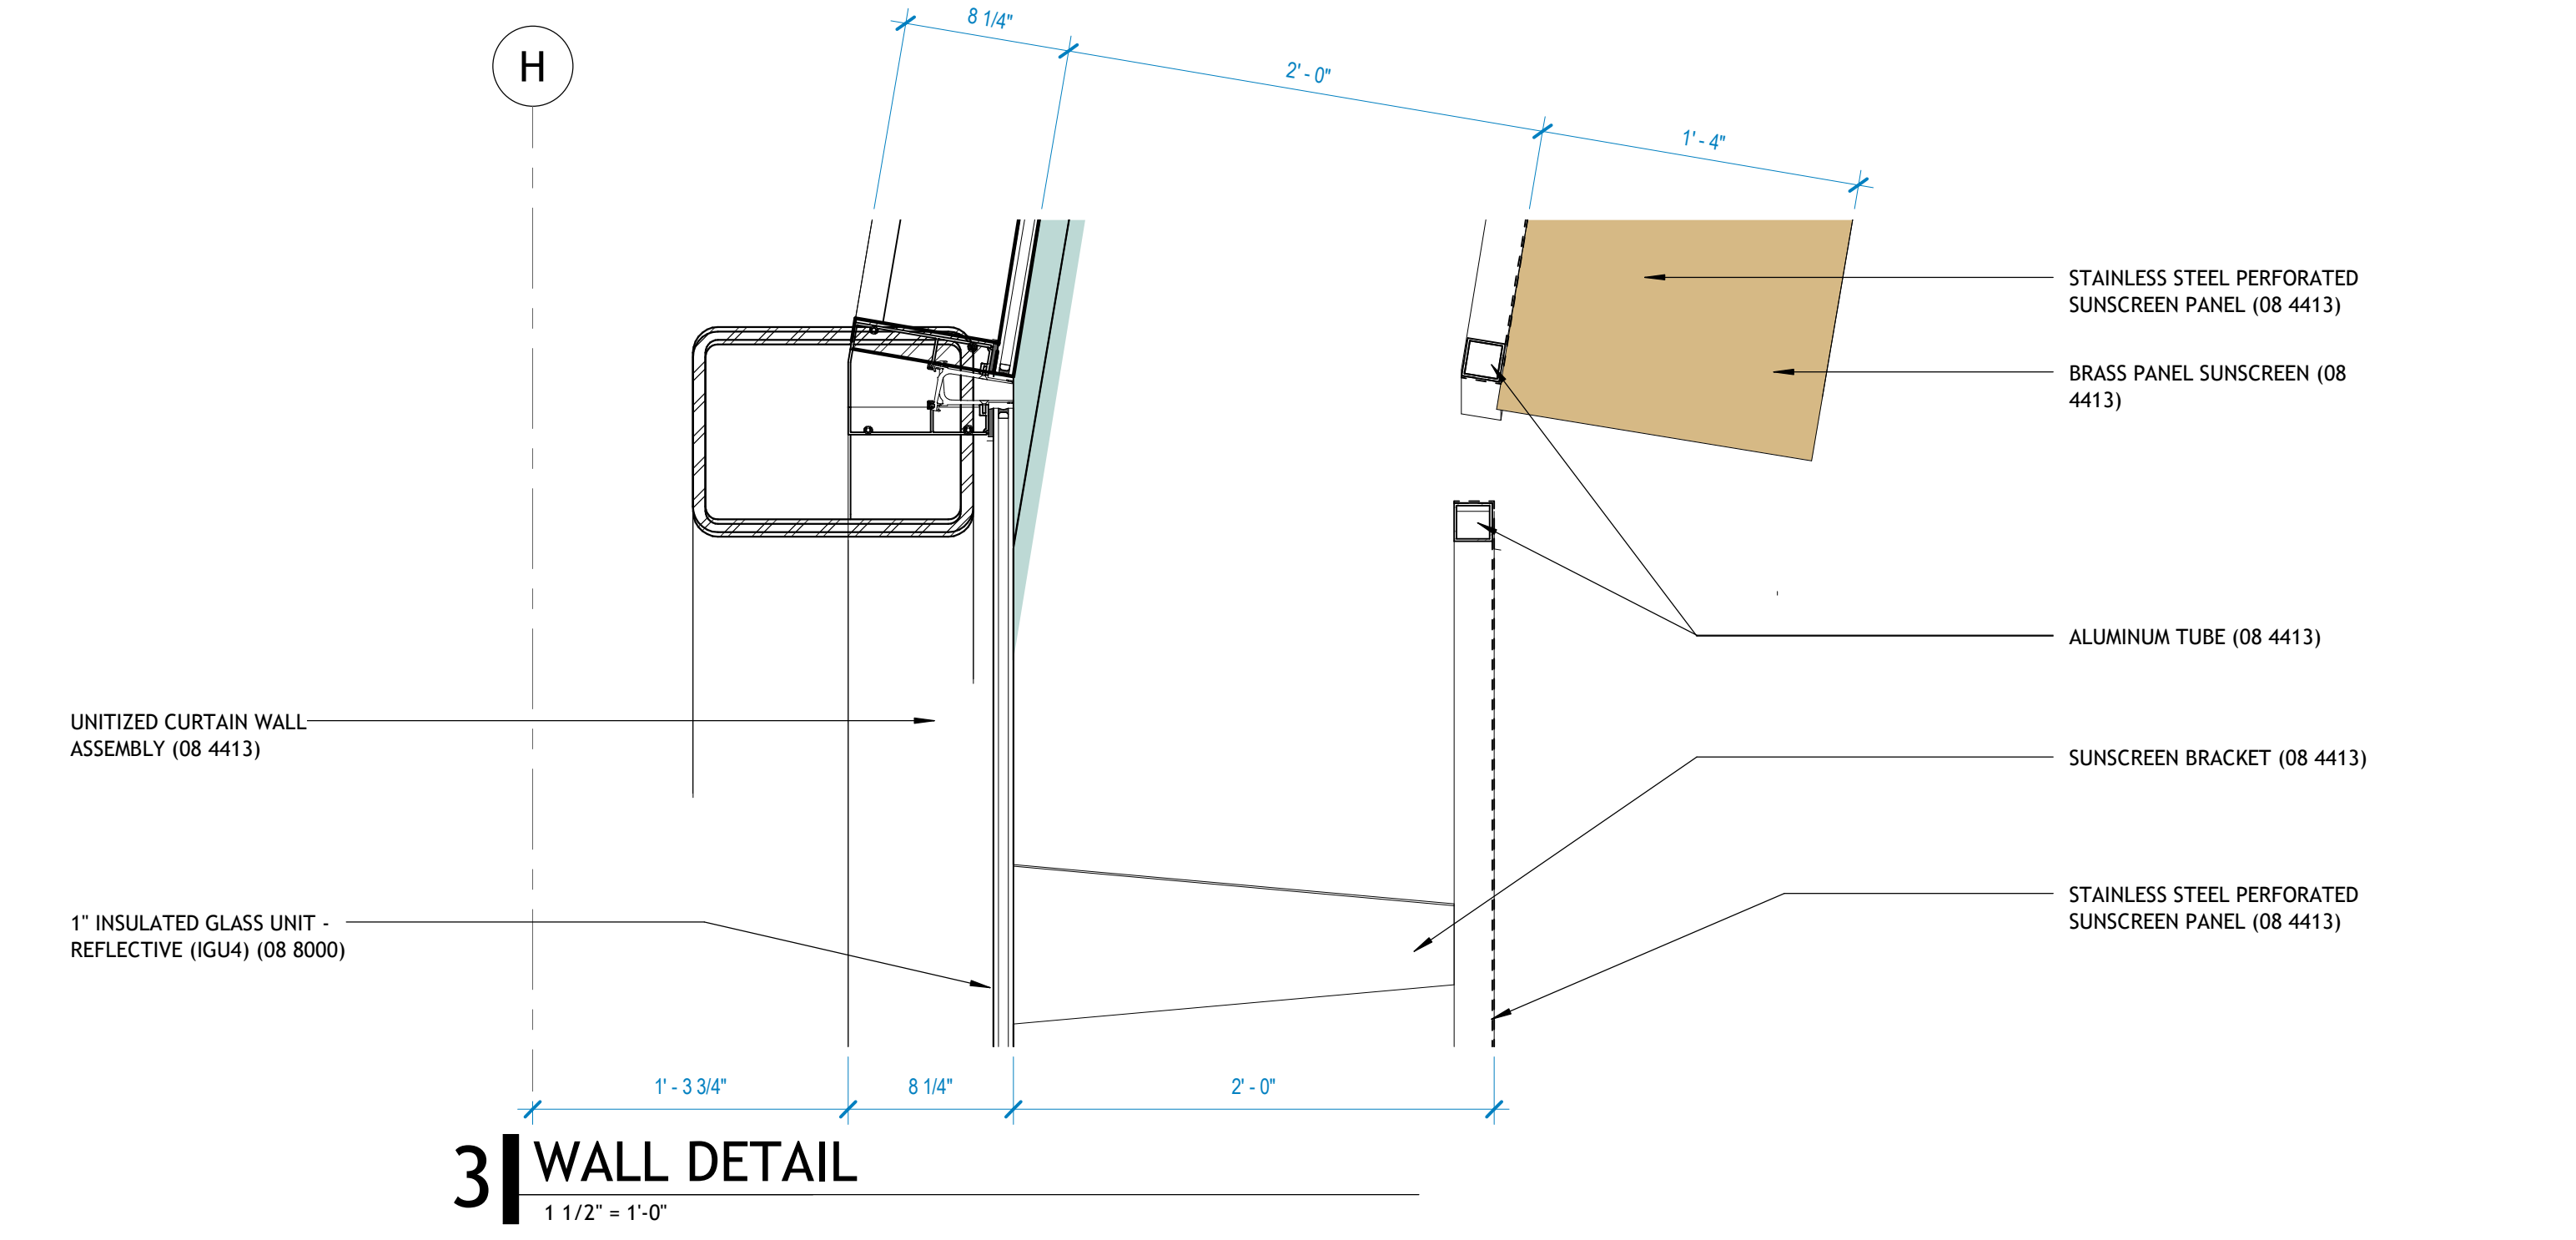 H
8 1/4"
2' - 0"
1' - 4"
STAINLESS STEEL PERFORATED
SUNSCREEN PANEL (08 4413)
BRASS PANEL SUNSCREEN (08
4413)
ALUMINUM TUBE (08 4413)
UNITIZED CURTAIN WALL
ASSEMBLY (08 4413)
SUNSCREEN BRACKET (08 4413)
1" INSULATED GLASS UNIT -
REFLECTIVE (IGU4) (08 8000)
STAINLESS STEEL PERFORATED
SUNSCREEN PANEL (08 4413)
1' - 3 3/4"
8 1/4"
2' - 0"
3
WALL DETAIL
1 1/2" = 1'-0"